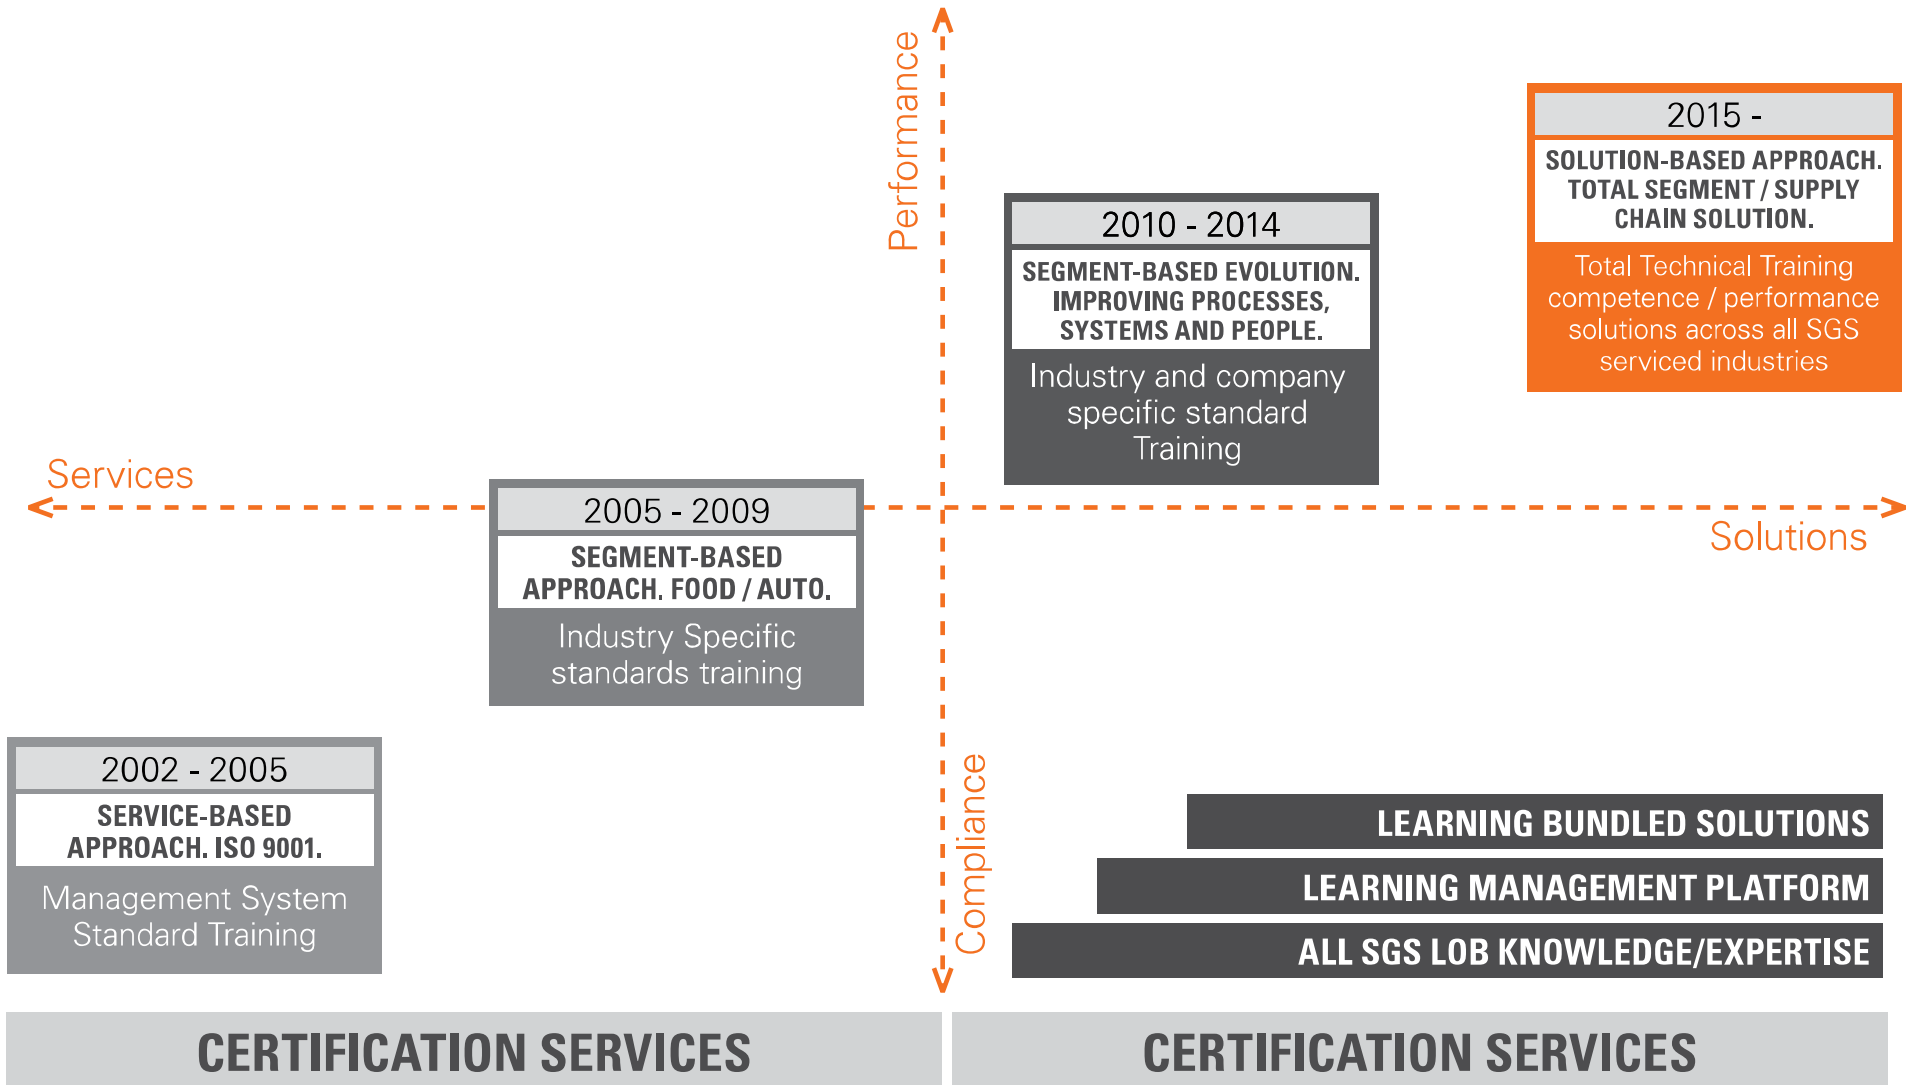 Performance
2015 -
SOLUTION-BASED APPROACH.
TOTAL SEGMENT / SUPPLY
CHAIN SOLUTION.
Total Technical Training
competence / performance
solutions across all SGS
serviced industries
2010 - 2014
SEGMENT-BASED EVOLUTION.
IMPROVING PROCESSES,
SYSTEMS AND PEOPLE.
Industry and company
specific standard
Training
Services
Solutions
2005 - 2009
SEGMENT-BASED
APPROACH. FOOD / AUTO.
Industry Specific
standards training
2002 - 2005
SERVICE-BASED
APPROACH. ISO 9001.
Management System
Standard Training
Compliance
LEARNING BUNDLED SOLUTIONS
LEARNING MANAGEMENT PLATFORM
ALL SGS LOB KNOWLEDGE/EXPERTISE
CERTIFICATION SERVICES
CERTIFICATION SERVICES